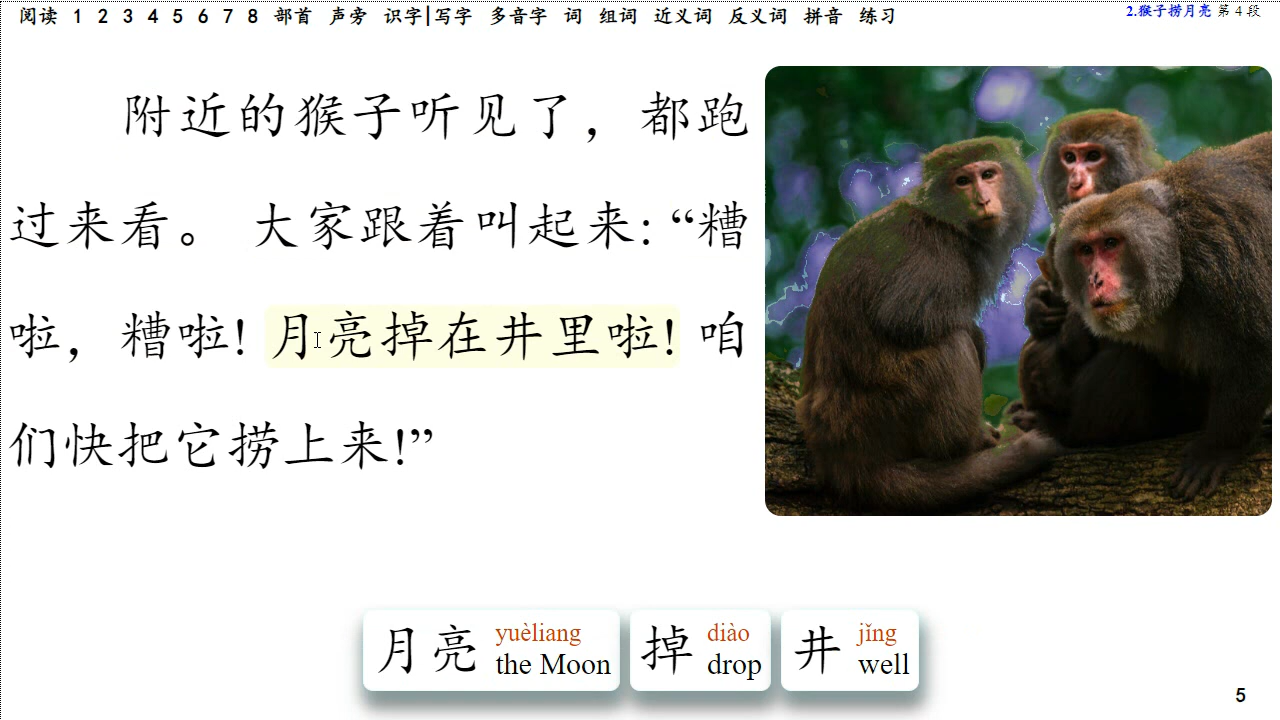 阅读 1 2 3 4 5 6 7 8 部首 声旁 识字|写字 多音字 词 组词 近义词 反义词 拼音 练习
2.猴子捞月亮 第 4 段
附近的猴子听见了，都跑
过来看。 大家跟着叫起来: “糟
啦，糟啦! 月亮掉在井里啦! 咱
们快把它捞上来!”
月亮 yuèliang the Moon
掉 diào drop
井 jǐng well
5